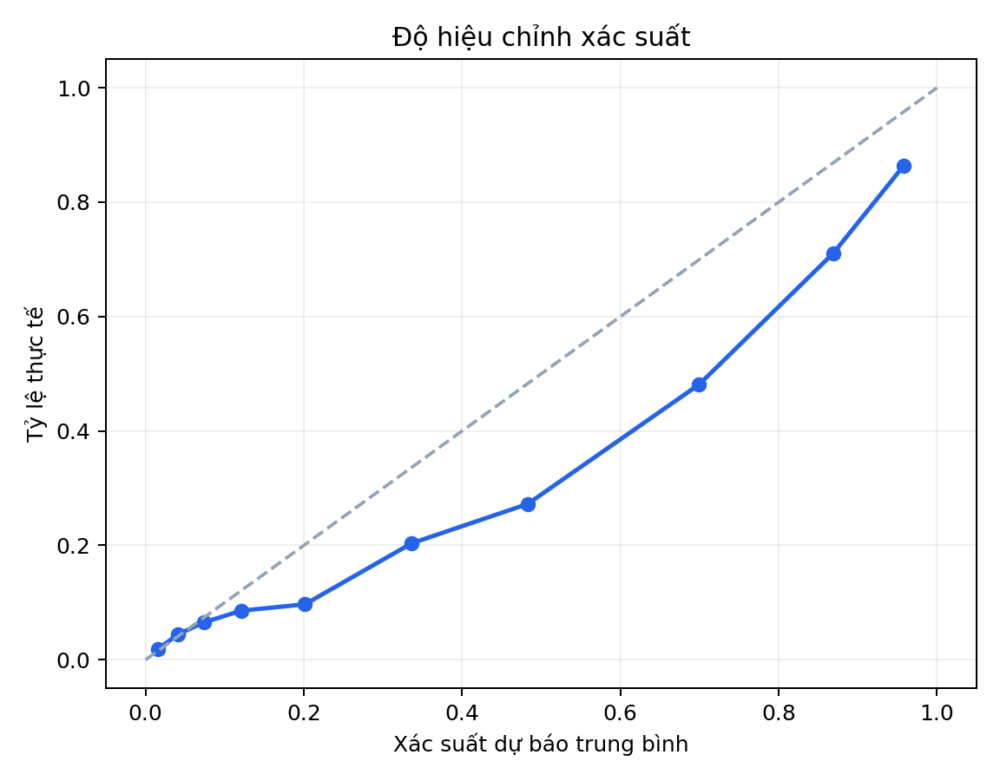 Độ hiệu chỉnh xác suất
Tỷ lệ thực tế
1.0
0.8
0.6
0.4
0.2
0.0
0.0 0.2 0.4 0.6 0.8 1.0
Xác suất dự báo trung bình